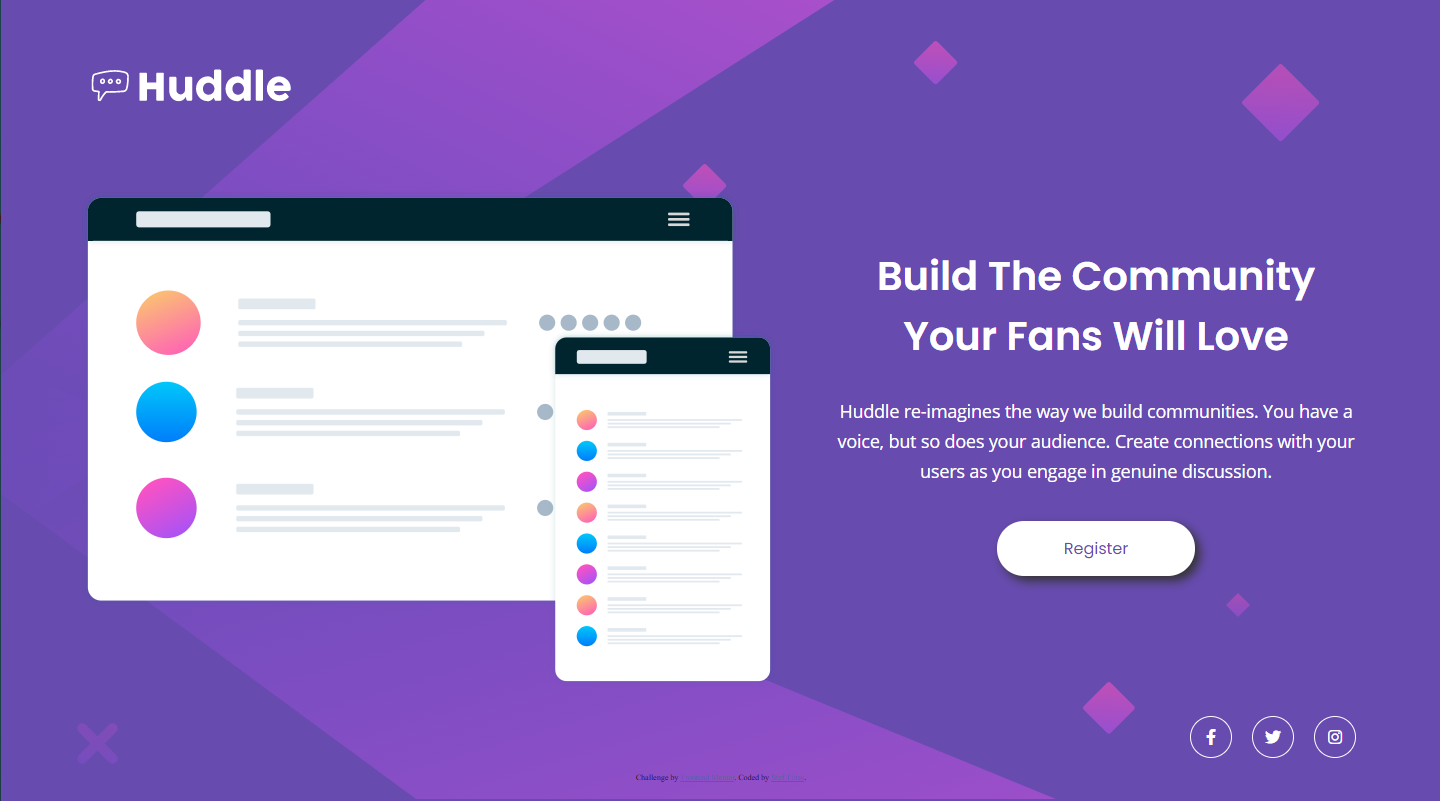 Huddle
Build The Community
Your Fans Will Love
Huddle re-imagines the way we build communities. You have a
voice, but so does your audience. Create connections with your
users as you engage in genuine discussion.
Register
Challenge by . Coded by .